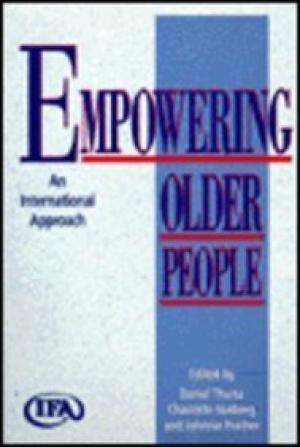 EMPOWERING
OLDER
PEOPLE
An
International
Approach
Edited by
Daniel Thursz
Charlotte Nusberg
and Johnnie Prather
IFA